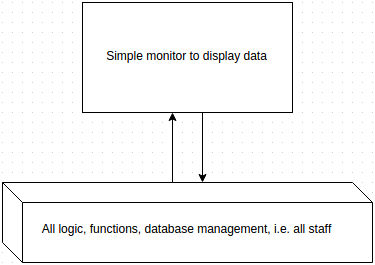 Simple monitor to display data
All logic, functions, database management, i.e. all staff